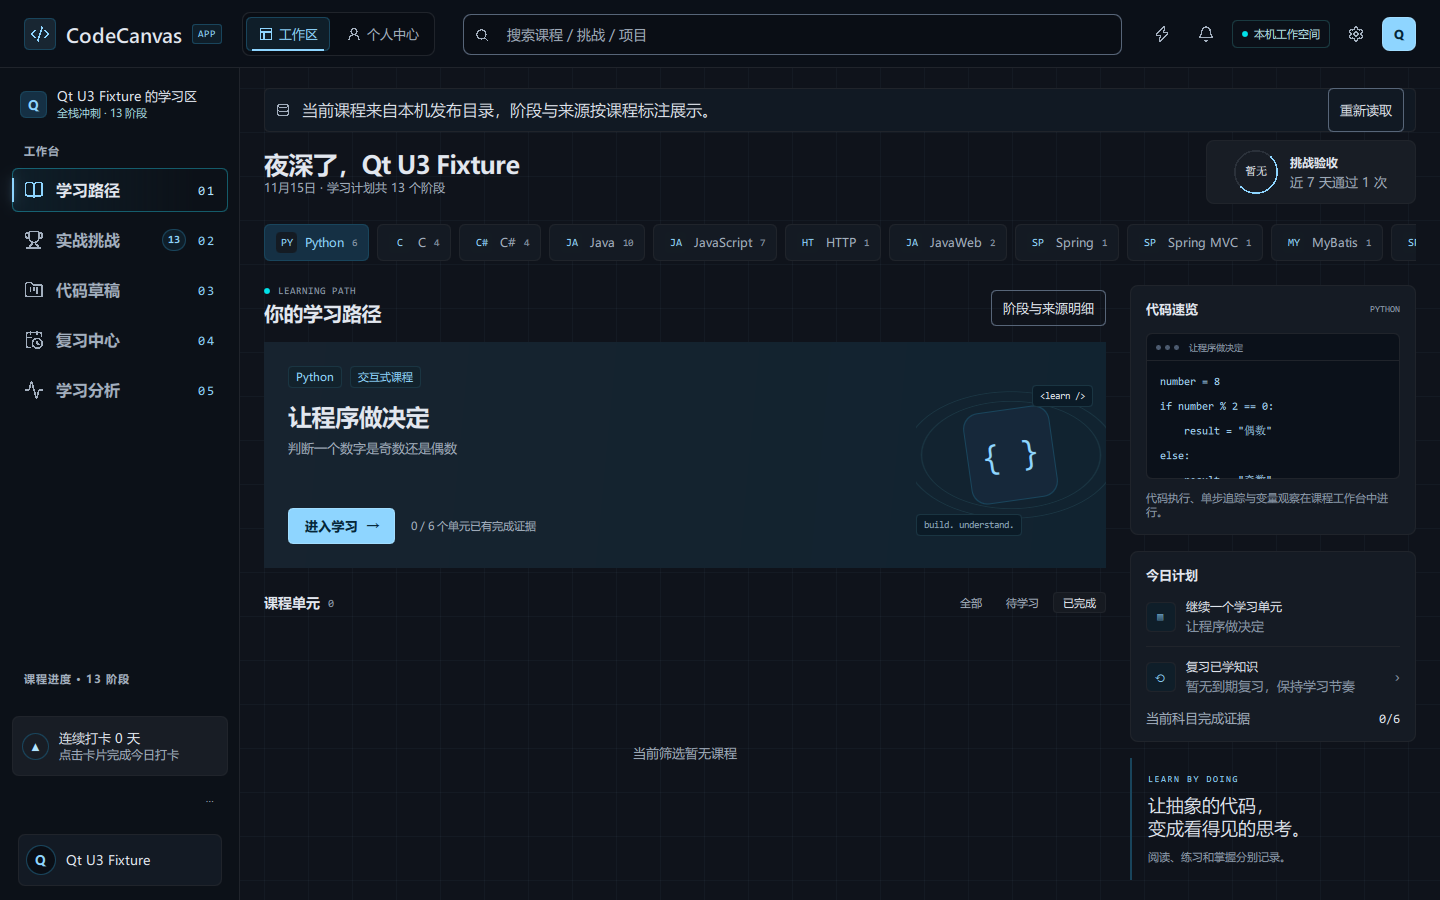 CodeCanvas APP
工作区
个人中心
搜索课程 / 挑战 / 项目
本机工作空间
Q
Q
Qt U3 Fixture 的学习区
全栈冲刺 · 13 阶段
工作台
学习路径 01
实战挑战 13 02
代码草稿 03
复习中心 04
学习分析 05
课程进度 • 13 阶段
连续打卡 0 天
点击卡片完成今日打卡
...
Q Qt U3 Fixture
当前课程来自本机发布目录，阶段与来源按课程标注展示。
重新读取
夜深了，Qt U3 Fixture
11月15日 · 学习计划共 13 个阶段
暂无
挑战验收
近 7 天通过 1 次
PY Python 6
C C 4
C# C# 4
JA Java 10
JA JavaScript 7
HT HTTP 1
JA JavaWeb 2
SP Spring 1
SP Spring MVC 1
MY MyBatis 1
LEARNING PATH
你的学习路径
阶段与来源明细
Python 交互式课程
让程序做决定
判断一个数字是奇数还是偶数
进入学习 →
0 / 6 个单元已有完成证据
<learn />
{ }
build. understand.
课程单元 0
全部 待学习 已完成
当前筛选暂无课程
代码速览 PYTHON
让程序做决定
number = 8
if number % 2 == 0:
result = "偶数"
else:
代码执行、单步追踪与变量观察在课程工作台中进
行。
今日计划
继续一个学习单元
让程序做决定
复习已学知识
暂无到期复习，保持学习节奏
当前科目完成证据 0/6
LEARN BY DOING
让抽象的代码，
变成看得见的思考。
阅读、练习和掌握分别记录。